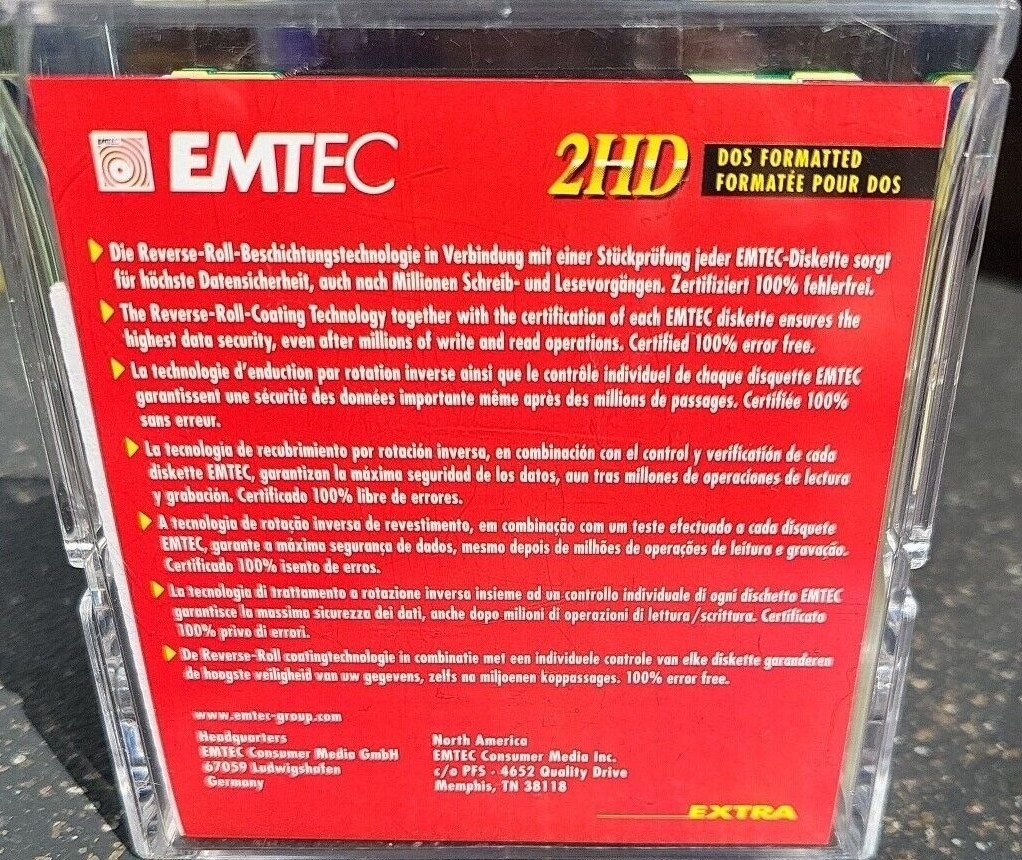 EMTEC
2HD
DOS FORMATTED
FORMATÉE POUR DOS
Die Reverse-Roll-Beschichtungstechnologie in Verbindung mit einer Stückprüfung jeder EMTEC-Diskette sorgt
für höchste Datensicherheit, auch nach Millionen Schreib- und Lesevorgängen. Zertifiziert 100% fehlerfrei.
The Reverse-Roll-Coating Technology together with the certification of each EMTEC diskette ensures the
highest data security, even after millions of write and read operations. Certified 100% error free.
La technologie d'enduction par rotation inverse ainsi que le contrôle individuel de chaque disquette EMTEC
garantissent une sécurité des données importante même après des millions de passages. Certifiée 100%
sans erreur.
La tecnología de recubrimiento por rotación inversa, en combinación con el control y verificatión de cada
diskette EMTEC, garantizan la máxima seguridad de los datos, aun tras millones de operaciones de lectura
y grabación. Certificado 100% libre de errores.
A tecnologia de rotação inversa de revestimento, em combinação com um teste efectuado a cada disquete
EMTEC, garante a máxima segurança de dados, mesmo depois de milhões de operações de leitura e gravação.
Certificado 100% isento de erros.
La tecnologia di trattamento a rotazione inversa insieme ad un controllo individuale di ogni dischetto EMTEC
garantisce la massima sicurezza dei dati, anche dopo milioni di operazioni di lettura/scrittura. Certificato
100% privo di errori.
De Reverse-Roll coatingtechnologie in combinatie met een individuele controle van elke diskette garanderen
de hoogste veiligheid van uw gegevens, zelfs na miljoenen koppassages. 100% error free.
www.emtec-group.com
Headquarters
EMTEC Consumer Media GmbH
67059 Ludwigshafen
Germany
North America
EMTEC Consumer Media Inc.
c/o PFS - 4652 Quality Drive
Memphis, TN 38118
EXTRA